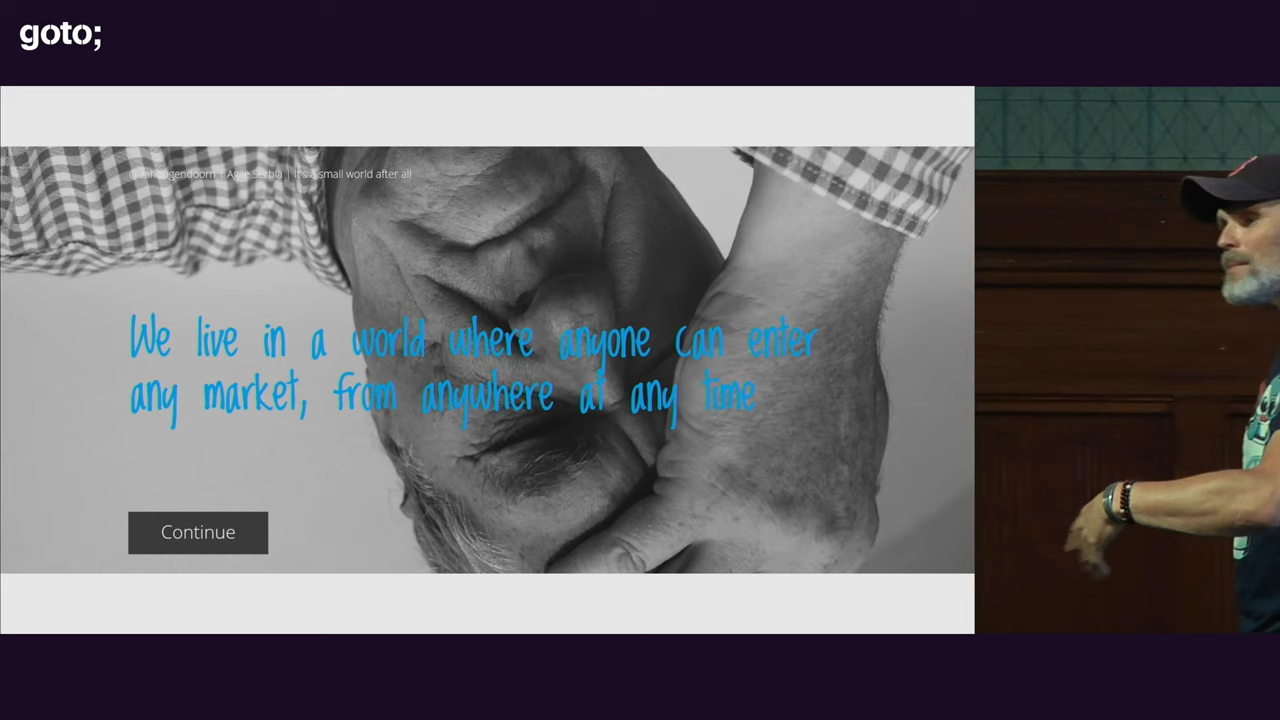 goto;
| Agile Serbia | It's a small world after all
We live in a world where anyone can enter
any market, from anywhere at any time
Continue